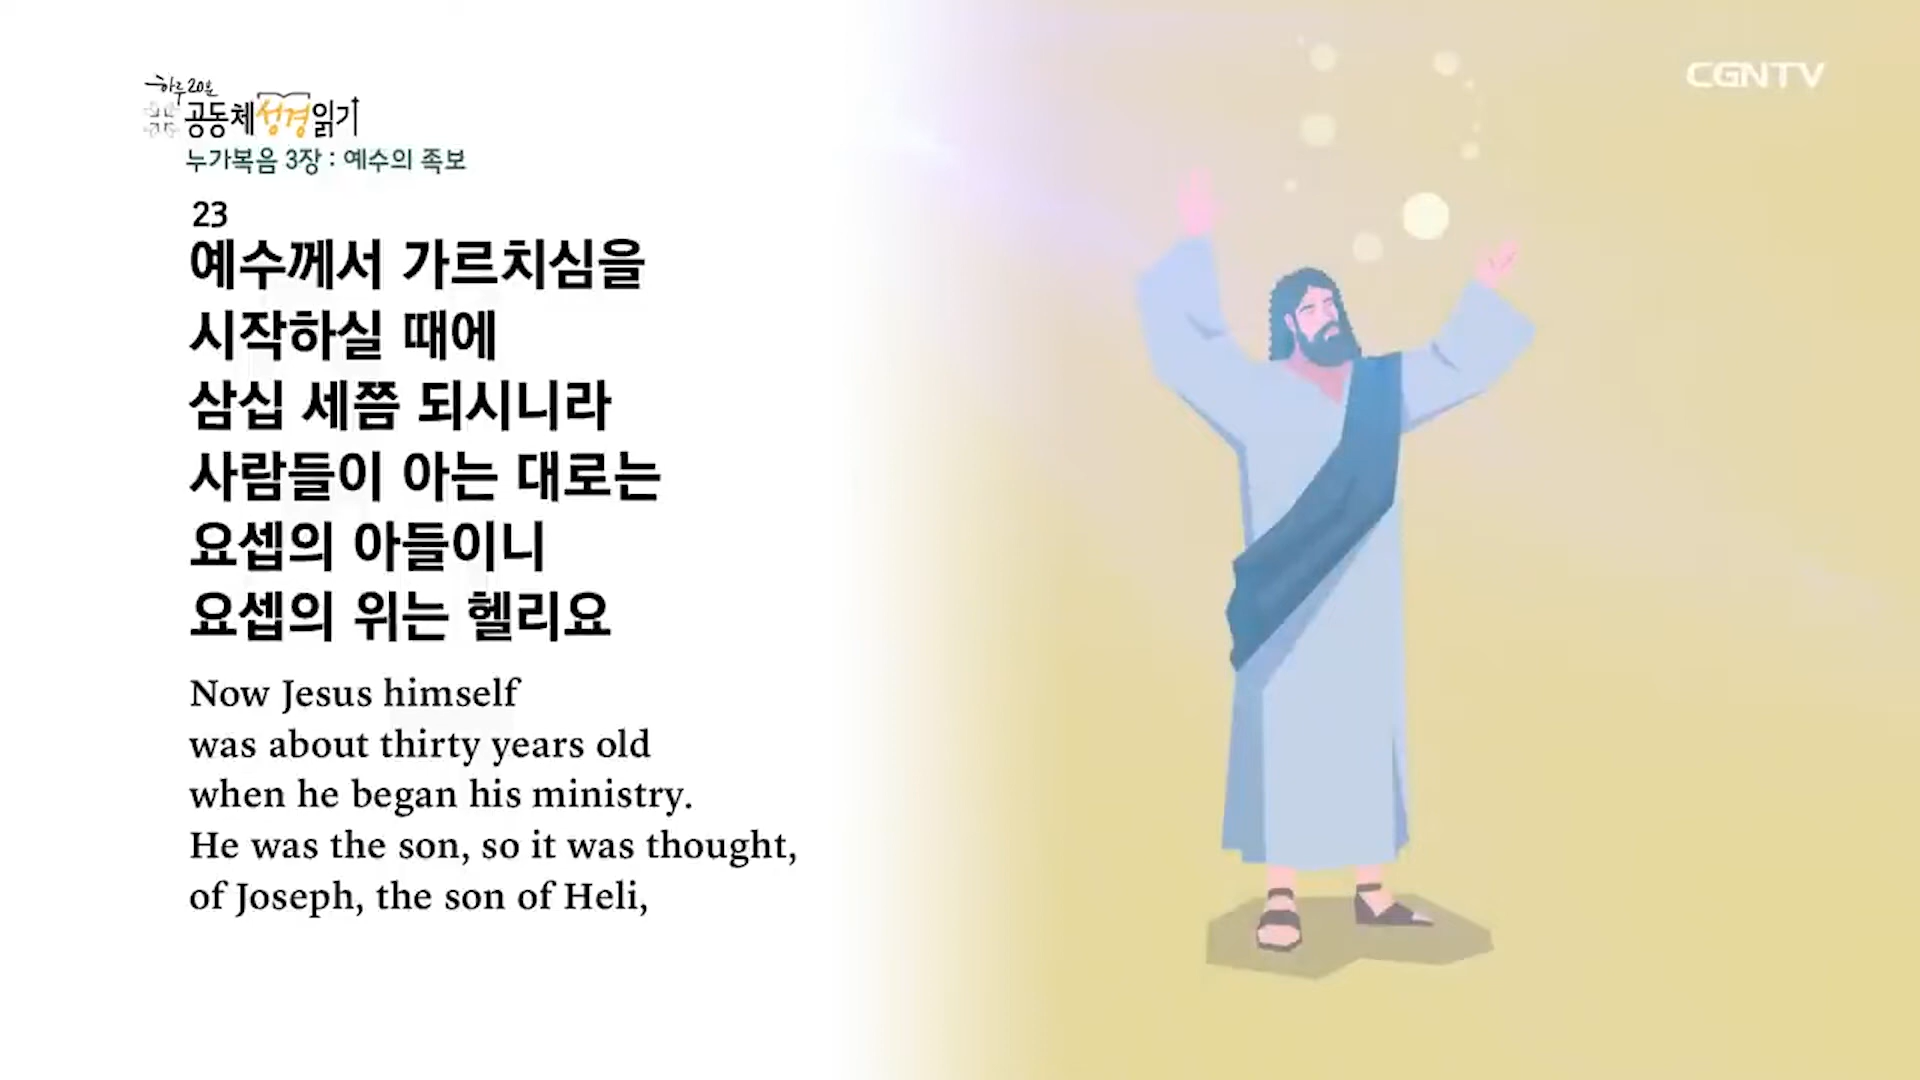 하루 20분
공동체성경읽기
누가복음 3장 : 예수의 족보
CGNTV
23
예수께서 가르치심을
시작하실 때에
삼십 세쯤 되시니라
사람들이 아는 대로는
요셉의 아들이니
요셉의 위는 헬리요
Now Jesus himself
was about thirty years old
when he began his ministry.
He was the son, so it was thought,
of Joseph, the son of Heli,